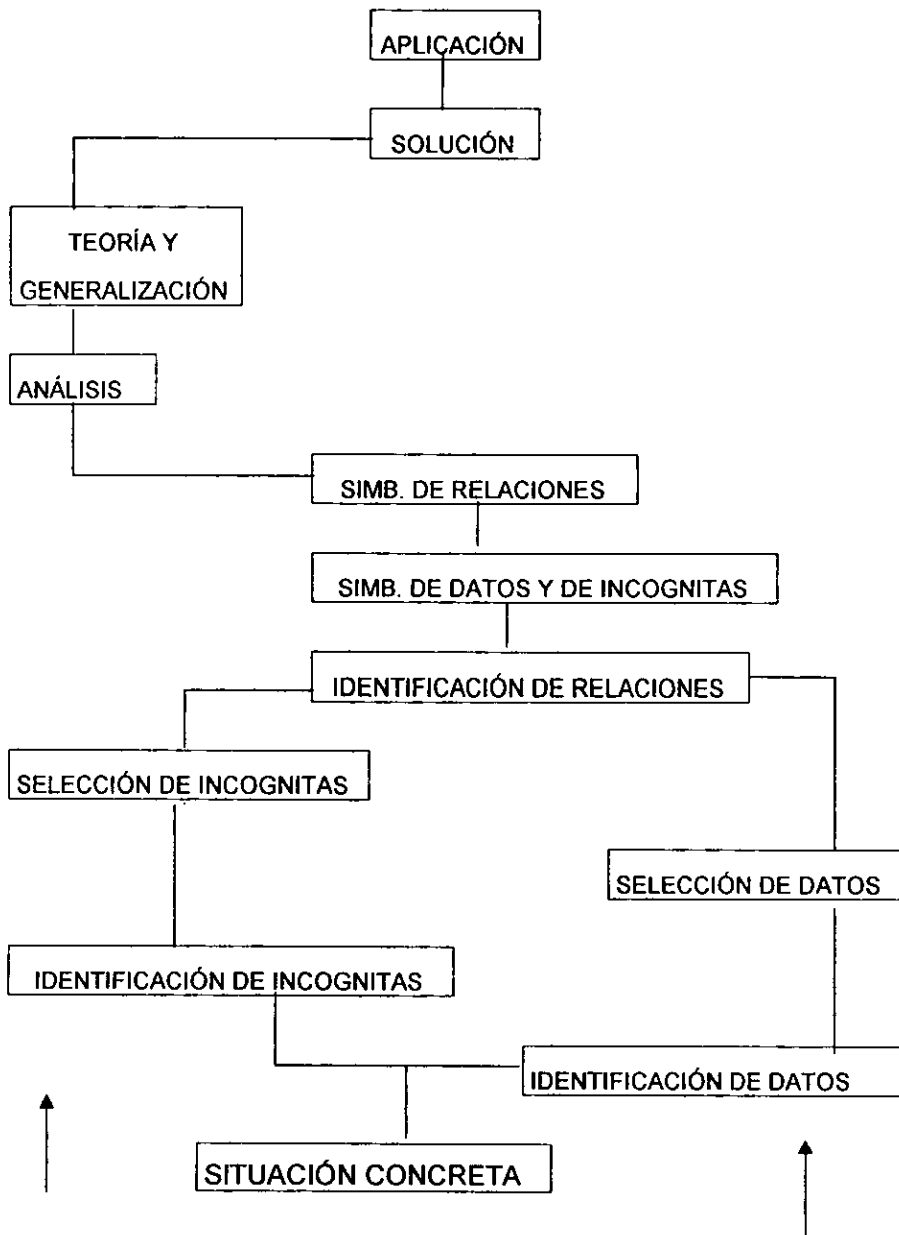 APLICACIÓN
SOLUCIÓN
TEORÍA Y
GENERALIZACIÓN
ANÁLISIS
SIMB. DE RELACIONES
SIMB. DE DATOS Y DE INCOGNITAS
IDENTIFICACIÓN DE RELACIONES
SELECCIÓN DE INCOGNITAS
SELECCIÓN DE DATOS
IDENTIFICACIÓN DE INCOGNITAS
IDENTIFICACIÓN DE DATOS
SITUACIÓN CONCRETA